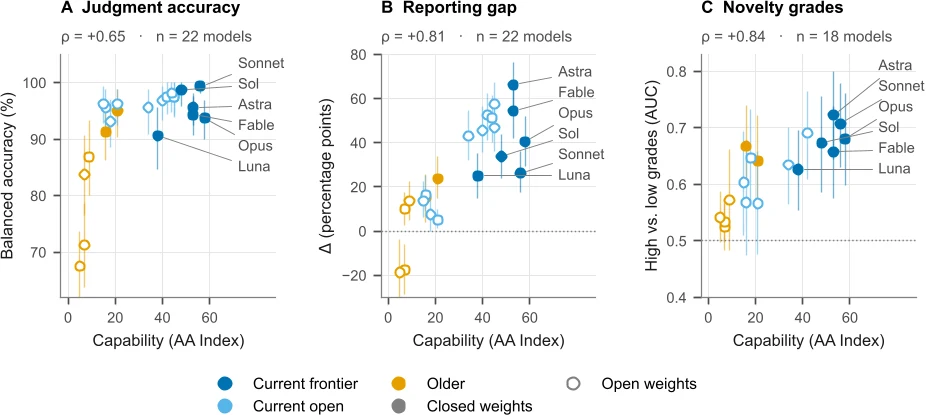 A Judgment accuracy
ρ = +0.65 · n = 22 models
Balanced accuracy (%)
100
90
80
70
0 20 40 60
Capability (AA Index)
Sonnet
Sol
Astra
Fable
Opus
Luna
B Reporting gap
ρ = +0.81 · n = 22 models
Δ (percentage points)
80
60
40
20
0
−20
0 20 40 60
Capability (AA Index)
Astra
Fable
Opus
Sol
Sonnet
Luna
C Novelty grades
ρ = +0.84 · n = 18 models
High vs. low grades (AUC)
0.8
0.7
0.6
0.5
0.4
0 20 40 60
Capability (AA Index)
Astra
Sonnet
Opus
Sol
Fable
Luna
Current frontier
Older
Open weights
Current open
Closed weights